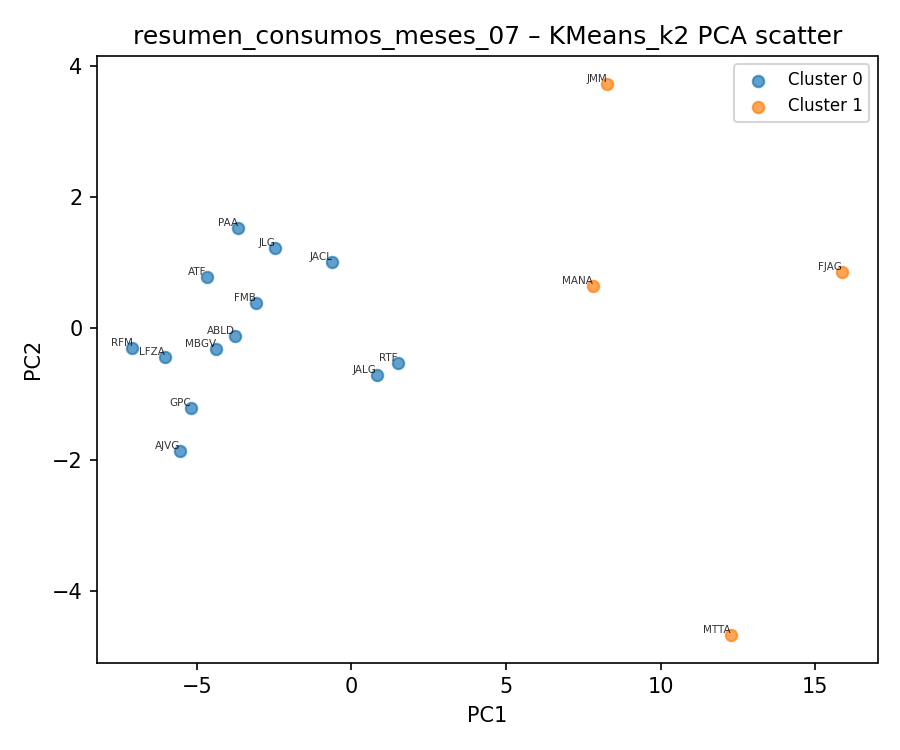 resumen_consumos_meses_07 – KMeans_k2 PCA scatter
Cluster 0
Cluster 1
4
2
0
−2
−4
PC2
JMM
PAA
JLG
JACL
ATF
FJAG
MANA
FMB
ABLD
RFM
MBGV
LFZA
RTF
JALG
GPC
AJVG
MTTA
−5
0
5
10
15
PC1